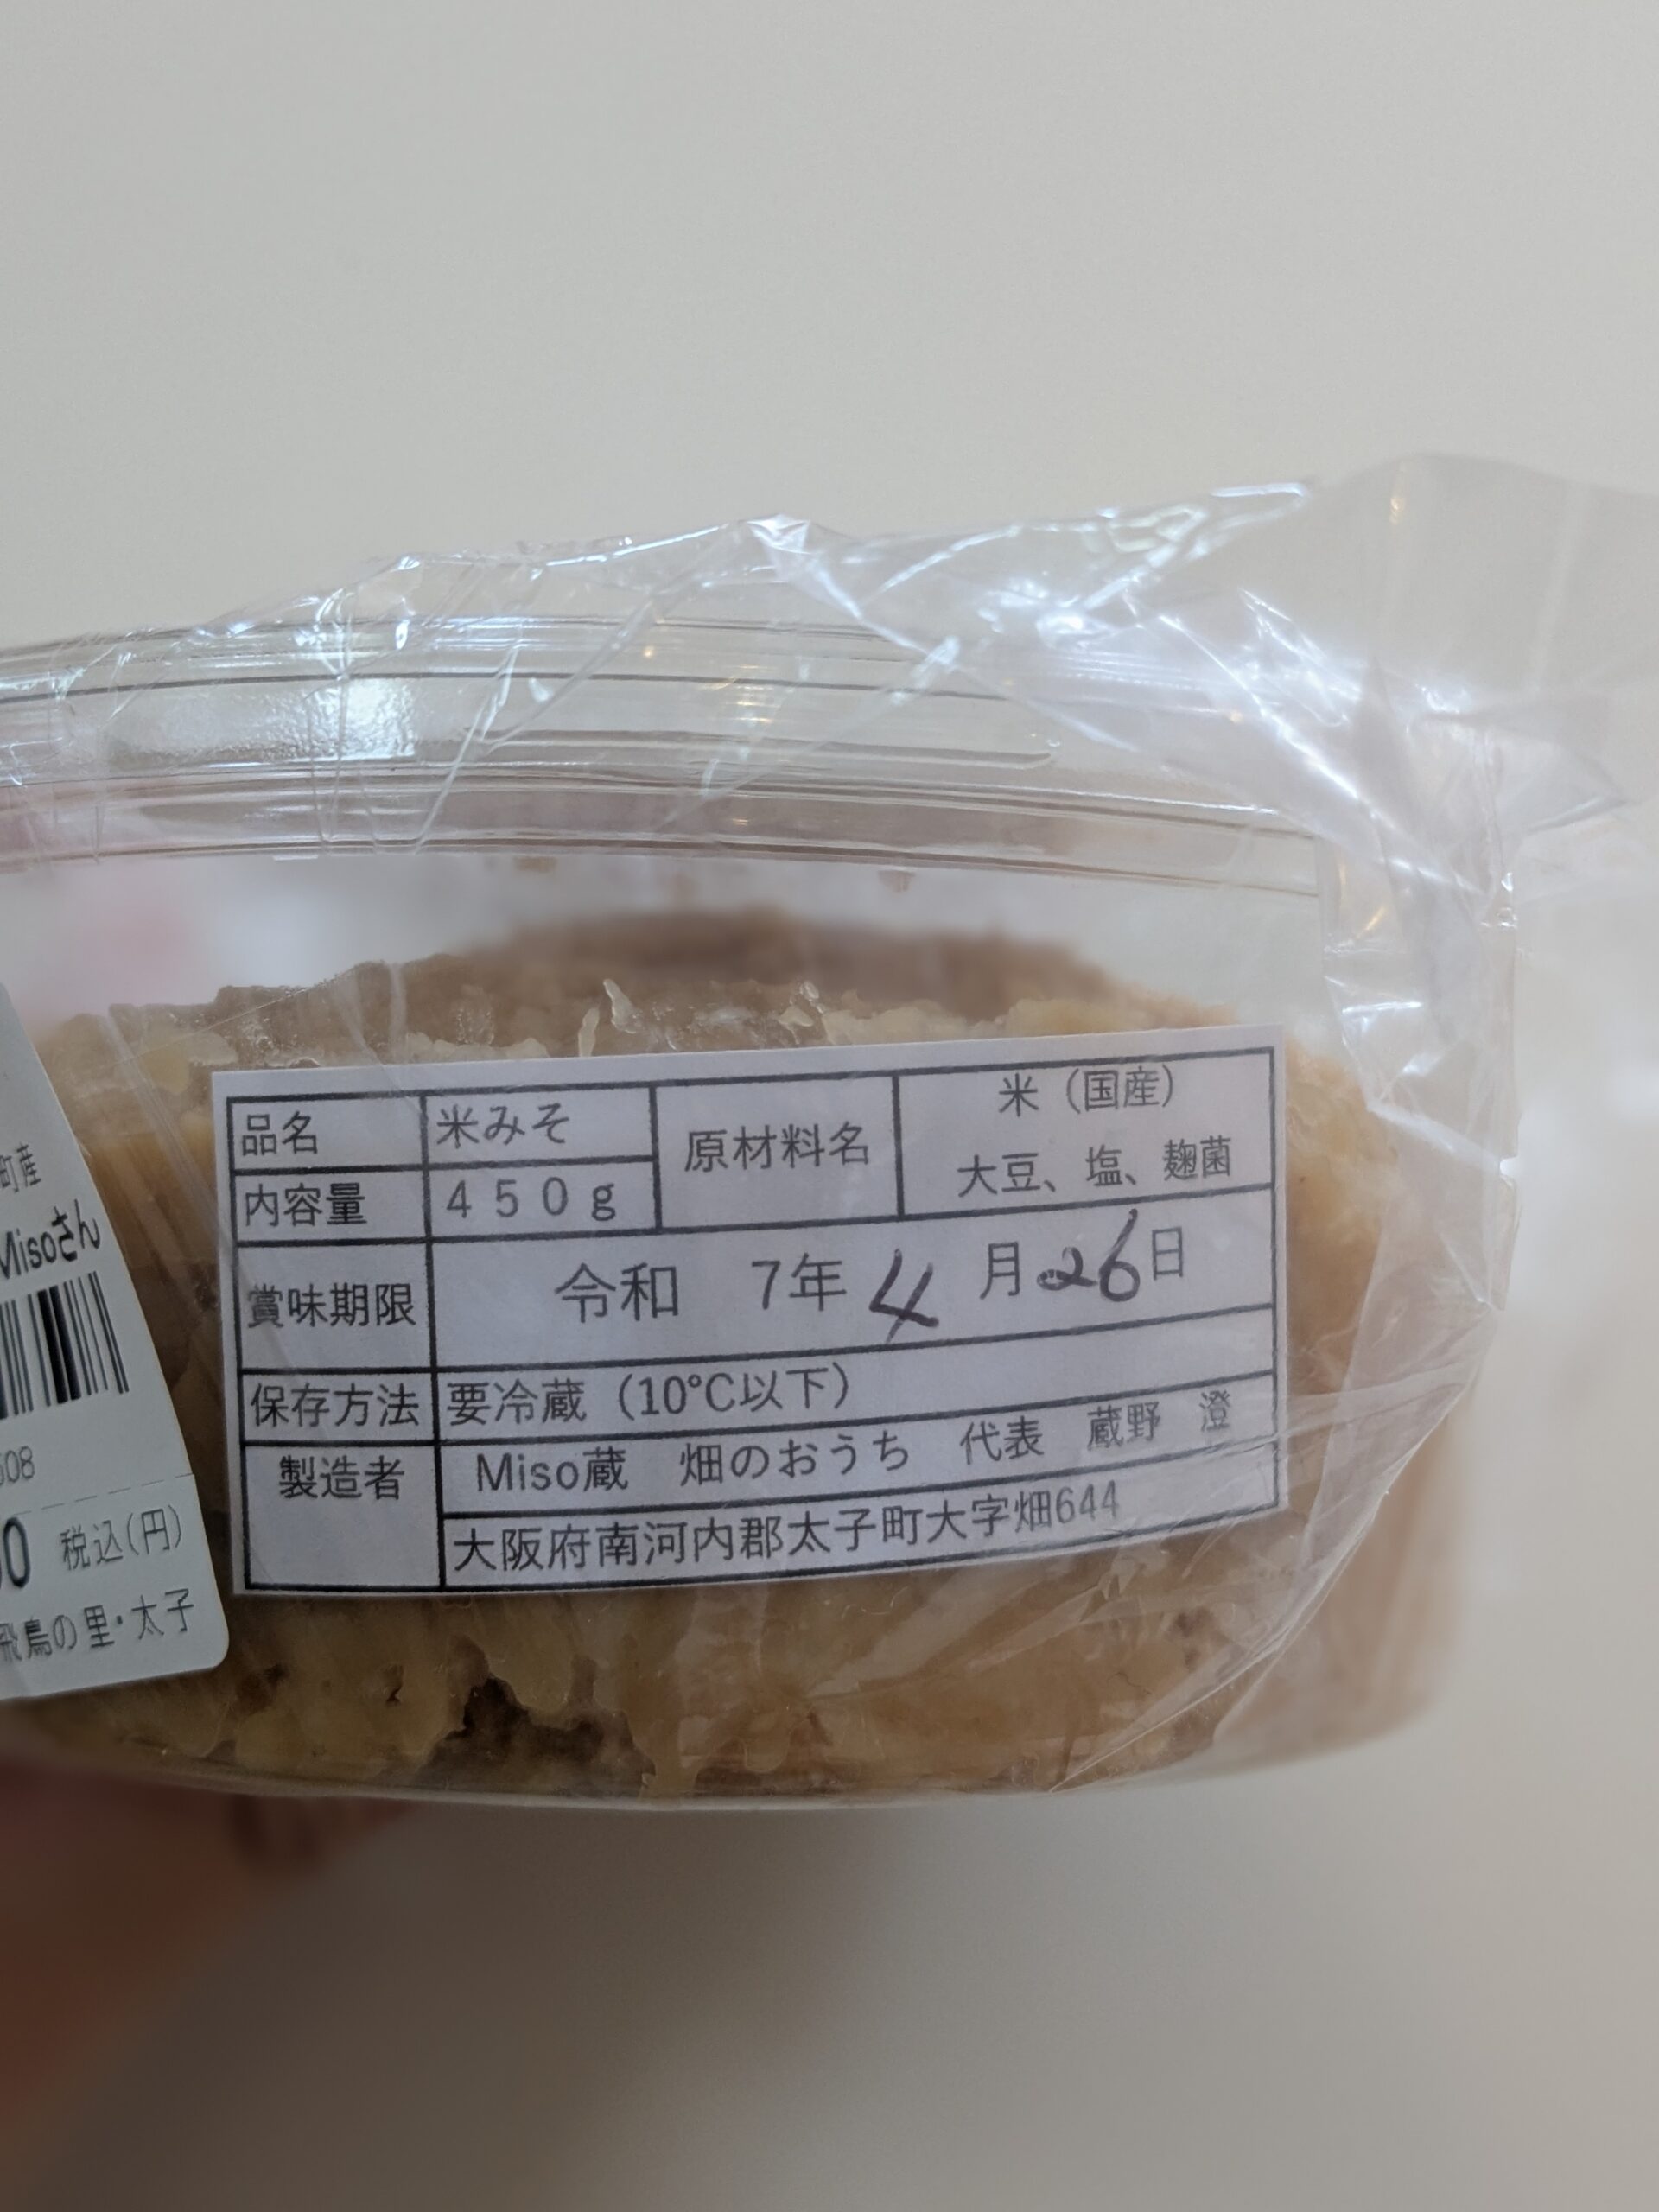 町産
Misoさん
608
0 税込(円)
飛鳥の里・太子
品名 米みそ 原材料名 米（国産）
大豆、塩、麹菌
内容量 ４５０ｇ
賞味期限 令和 7年 4 月 26日
保存方法 要冷蔵（10℃以下）
製造者 Miso蔵 畑のおうち 代表 蔵野 澄
大阪府南河内郡太子町大字畑644